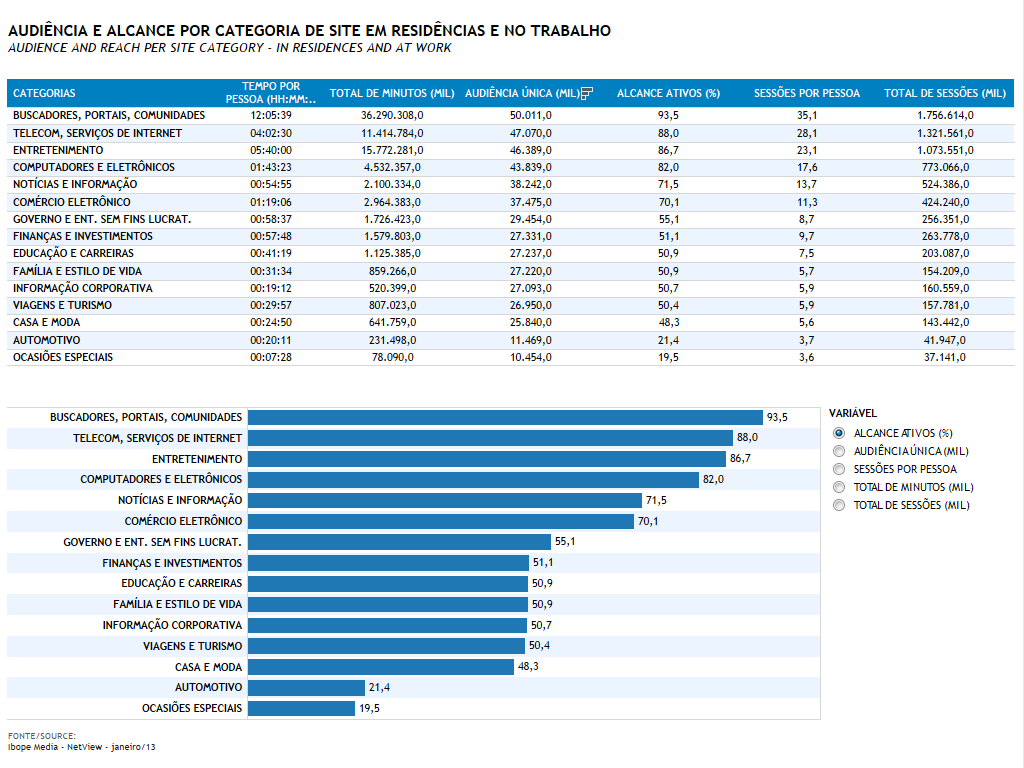 AUDIÊNCIA E ALCANCE POR CATEGORIA DE SITE EM RESIDÊNCIAS E NO TRABALHO
AUDIENCE AND REACH PER SITE CATEGORY - IN RESIDENCES AND AT WORK
CATEGORIAS TEMPO POR PESSOA (HH:MM:.. TOTAL DE MINUTOS (MIL) AUDIÊNCIA ÚNICA (MIL) ALCANCE ATIVOS (%) SESSÕES POR PESSOA TOTAL DE SESSÕES (MIL)
BUSCADORES, PORTAIS, COMUNIDADES 12:05:39 36.290.308,0 50.011,0 93,5 35,1 1.756.614,0
TELECOM, SERVIÇOS DE INTERNET 04:02:30 11.414.784,0 47.070,0 88,0 28,1 1.321.561,0
ENTRETENIMENTO 05:40:00 15.772.281,0 46.389,0 86,7 23,1 1.073.551,0
COMPUTADORES E ELETRÔNICOS 01:43:23 4.532.357,0 43.839,0 82,0 17,6 773.066,0
NOTÍCIAS E INFORMAÇÃO 00:54:55 2.100.334,0 38.242,0 71,5 13,7 524.386,0
COMÉRCIO ELETRÔNICO 01:19:06 2.964.383,0 37.475,0 70,1 11,3 424.240,0
GOVERNO E ENT. SEM FINS LUCRAT. 00:58:37 1.726.423,0 29.454,0 55,1 8,7 256.351,0
FINANÇAS E INVESTIMENTOS 00:57:48 1.579.803,0 27.331,0 51,1 9,7 263.778,0
EDUCAÇÃO E CARREIRAS 00:41:19 1.125.385,0 27.237,0 50,9 7,5 203.087,0
FAMÍLIA E ESTILO DE VIDA 00:31:34 859.266,0 27.220,0 50,9 5,7 154.209,0
INFORMAÇÃO CORPORATIVA 00:19:12 520.399,0 27.093,0 50,7 5,9 160.559,0
VIAGENS E TURISMO 00:29:57 807.023,0 26.950,0 50,4 5,9 157.781,0
CASA E MODA 00:24:50 641.759,0 25.840,0 48,3 5,6 143.442,0
AUTOMOTIVO 00:20:11 231.498,0 11.469,0 21,4 3,7 41.947,0
OCASIÕES ESPECIAIS 00:07:28 78.090,0 10.454,0 19,5 3,6 37.141,0
BUSCADORES, PORTAIS, COMUNIDADES 93,5
TELECOM, SERVIÇOS DE INTERNET 88,0
ENTRETENIMENTO 86,7
COMPUTADORES E ELETRÔNICOS 82,0
NOTÍCIAS E INFORMAÇÃO 71,5
COMÉRCIO ELETRÔNICO 70,1
GOVERNO E ENT. SEM FINS LUCRAT. 55,1
FINANÇAS E INVESTIMENTOS 51,1
EDUCAÇÃO E CARREIRAS 50,9
FAMÍLIA E ESTILO DE VIDA 50,9
INFORMAÇÃO CORPORATIVA 50,7
VIAGENS E TURISMO 50,4
CASA E MODA 48,3
AUTOMOTIVO 21,4
OCASIÕES ESPECIAIS 19,5
VARIÁVEL
ALCANCE ATIVOS (%)
AUDIÊNCIA ÚNICA (MIL)
SESSÕES POR PESSOA
TOTAL DE MINUTOS (MIL)
TOTAL DE SESSÕES (MIL)
FONTE/SOURCE:
Ibope Media - NetView - janeiro/13